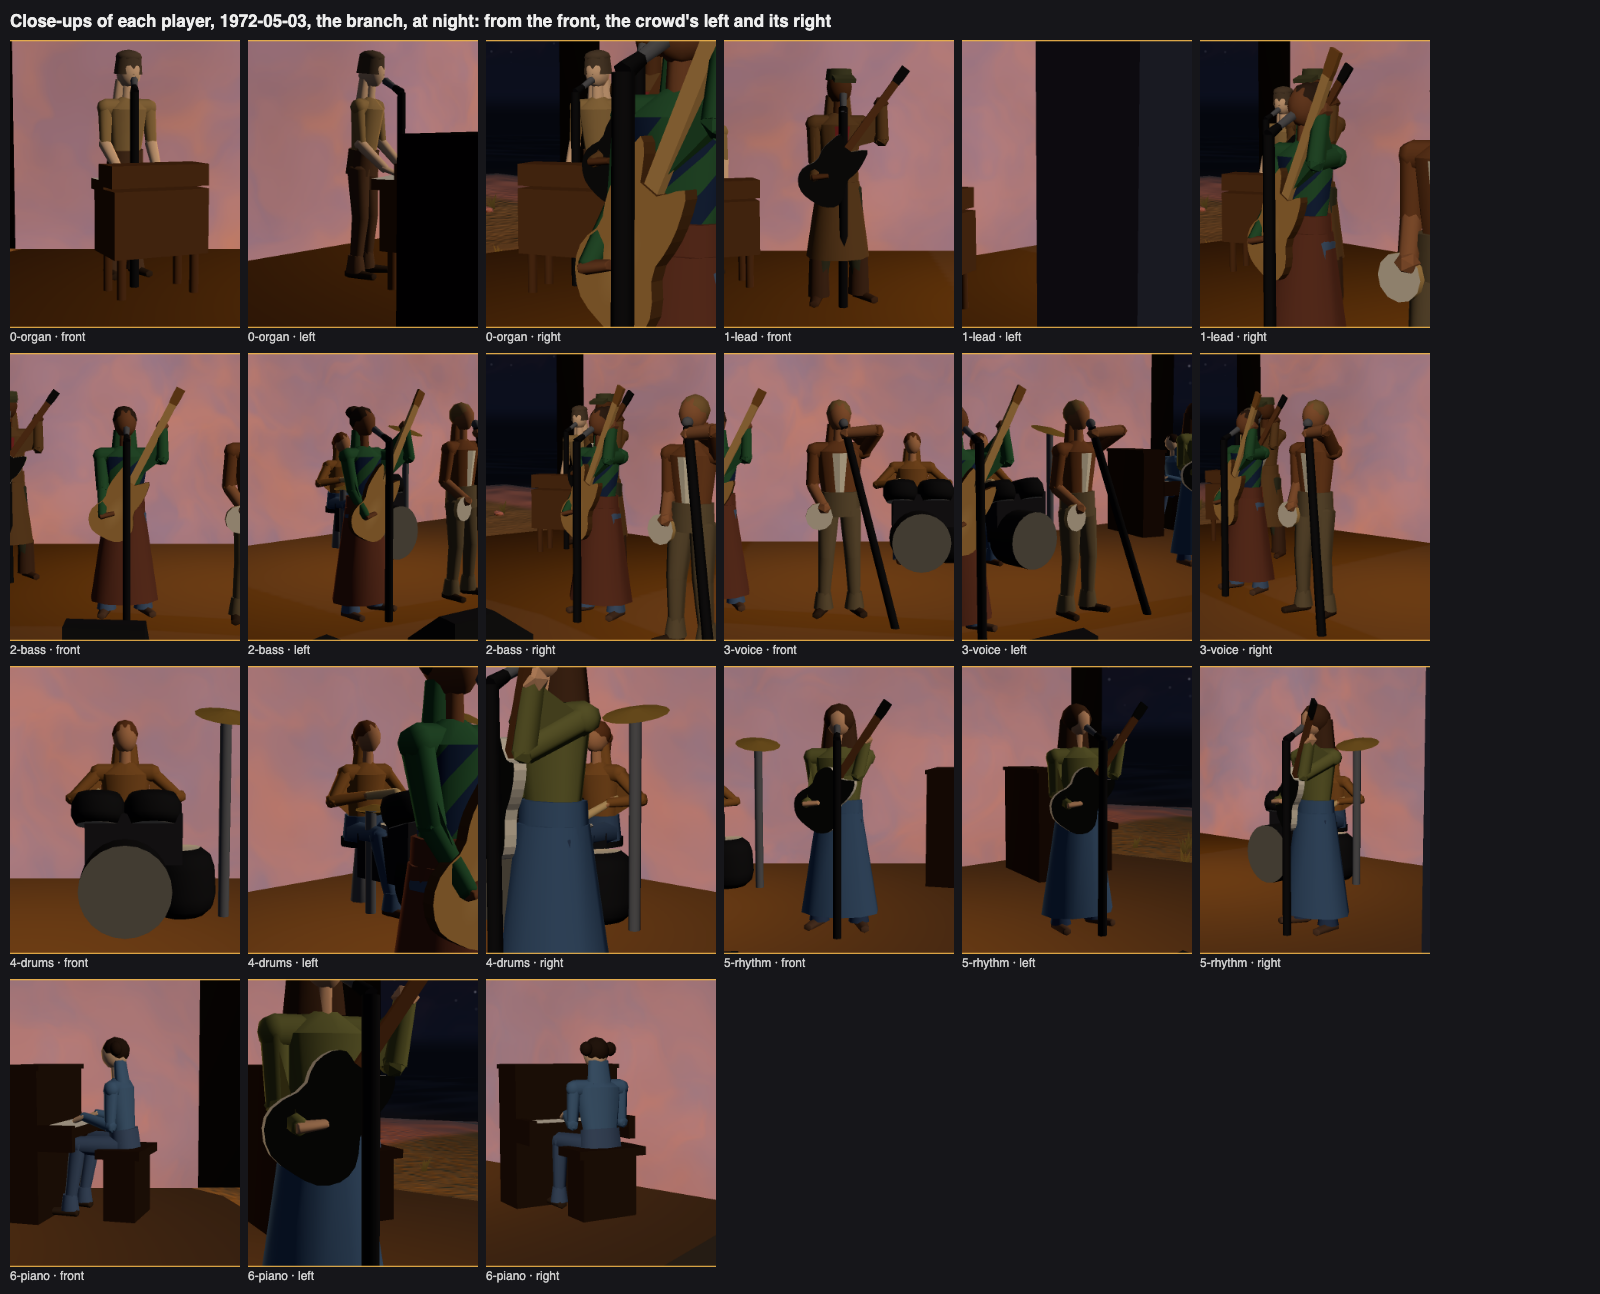 Close-ups of each player, 1972-05-03, the branch, at night: from the front, the crowd's left and its right
0-organ · front
0-organ · left
0-organ · right
1-lead · front
1-lead · left
1-lead · right
2-bass · front
2-bass · left
2-bass · right
3-voice · front
3-voice · left
3-voice · right
4-drums · front
4-drums · left
4-drums · right
5-rhythm · front
5-rhythm · left
5-rhythm · right
6-piano · front
6-piano · left
6-piano · right